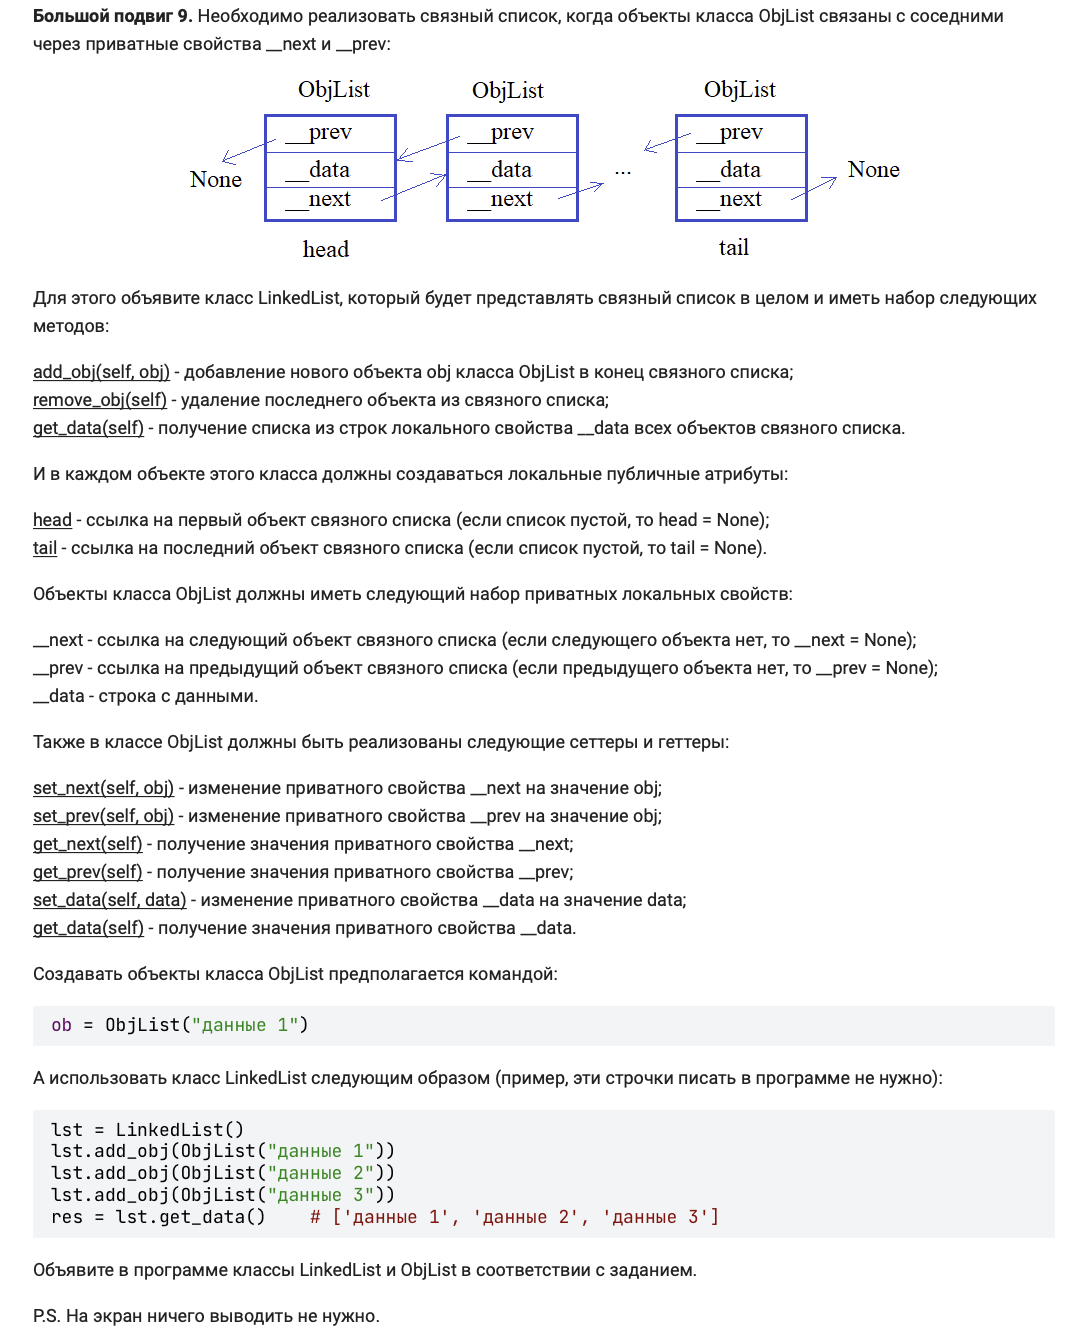 Большой подвиг 9. Необходимо реализовать связный список, когда объекты класса ObjList связаны с соседними
через приватные свойства __next и __prev:
ObjList ObjList ObjList
__prev __prev __prev
None __data __data ... __data None
__next __next __next
head tail
Для этого объявите класс LinkedList, который будет представлять связный список в целом и иметь набор следующих
методов:
add_obj(self, obj) - добавление нового объекта obj класса ObjList в конец связного списка;
remove_obj(self) - удаление последнего объекта из связного списка;
get_data(self) - получение списка из строк локального свойства __data всех объектов связного списка.
И в каждом объекте этого класса должны создаваться локальные публичные атрибуты:
head - ссылка на первый объект связного списка (если список пустой, то head = None);
tail - ссылка на последний объект связного списка (если список пустой, то tail = None).
Объекты класса ObjList должны иметь следующий набор приватных локальных свойств:
__next - ссылка на следующий объект связного списка (если следующего объекта нет, то __next = None);
__prev - ссылка на предыдущий объект связного списка (если предыдущего объекта нет, то __prev = None);
__data - строка с данными.
Также в классе ObjList должны быть реализованы следующие сеттеры и геттеры:
set_next(self, obj) - изменение приватного свойства __next на значение obj;
set_prev(self, obj) - изменение приватного свойства __prev на значение obj;
get_next(self) - получение значения приватного свойства __next;
get_prev(self) - получение значения приватного свойства __prev;
set_data(self, data) - изменение приватного свойства __data на значение data;
get_data(self) - получение значения приватного свойства __data.
Создавать объекты класса ObjList предполагается командой:
ob = ObjList("данные 1")
А использовать класс LinkedList следующим образом (пример, эти строчки писать в программе не нужно):
lst = LinkedList()
lst.add_obj(ObjList("данные 1"))
lst.add_obj(ObjList("данные 2"))
lst.add_obj(ObjList("данные 3"))
res = lst.get_data()    # ['данные 1', 'данные 2', 'данные 3']
Объявите в программе классы LinkedList и ObjList в соответствии с заданием.
P.S. На экран ничего выводить не нужно.